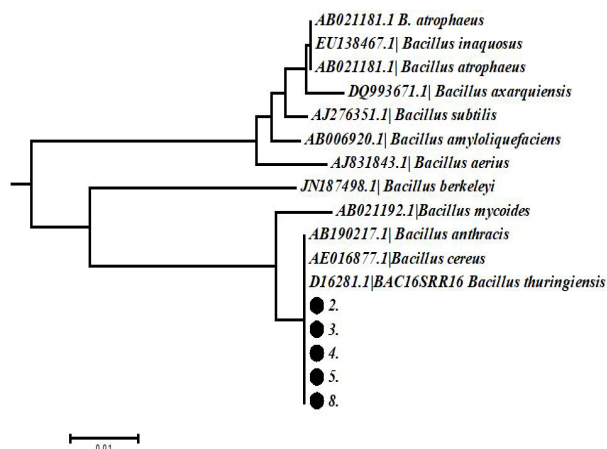 AB021181.1 B. atrophaeus
EU138467.1| Bacillus inaquosus
AB021181.1| Bacillus atrophaeus
DQ993671.1| Bacillus axarquiensis
AJ276351.1| Bacillus subtilis
AB006920.1| Bacillus amyloliquefaciens
AJ831843.1| Bacillus aerius
JN187498.1| Bacillus berkeleyi
AB021192.1|Bacillus mycoides
AB190217.1| Bacillus anthracis
AE016877.1|Bacillus cereus
D16281.1|BAC16SRR16 Bacillus thuringiensis
2.
3.
4.
5.
8.
0.01